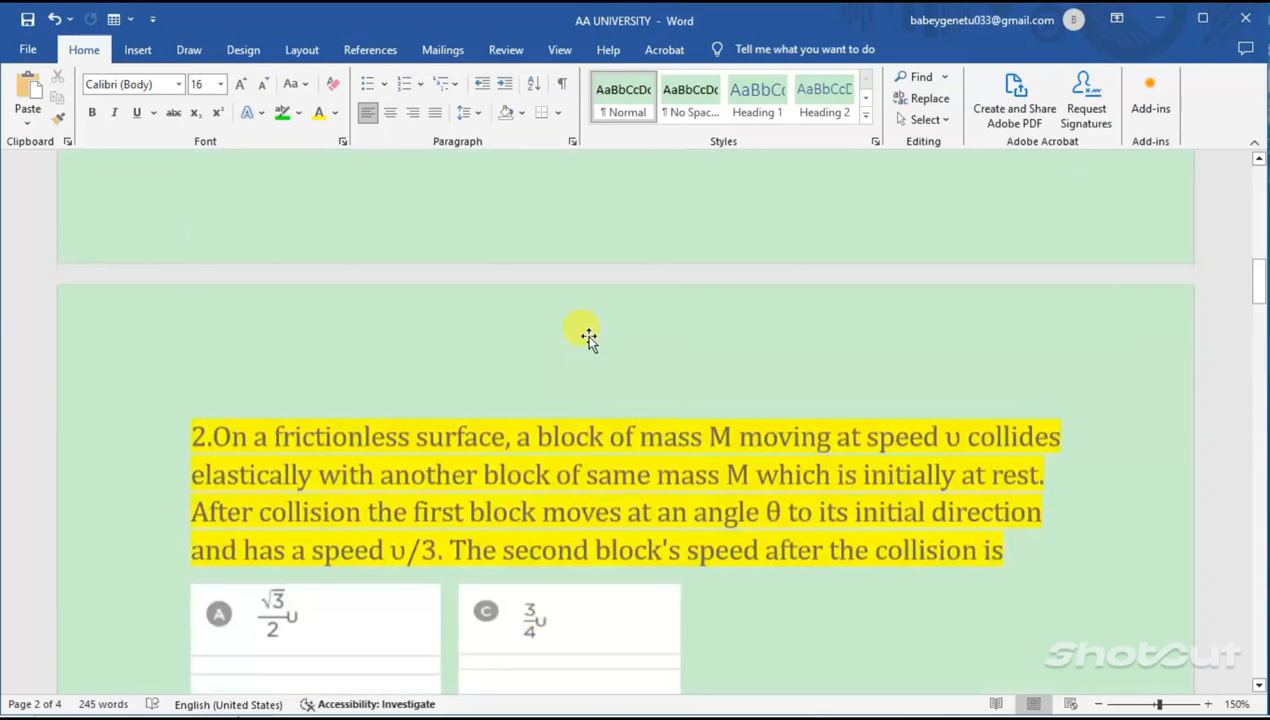 AA UNIVERSITY - Word
babeygenetu033@gmail.com
B
File
Home
Insert
Draw
Design
Layout
References
Mailings
Review
View
Help
Acrobat
Tell me what you want to do
Paste
Calibri (Body)
16
A
A
Aa
B
I
U
abc
x₂
x²
A
A
AaBbCcDc
¶ Normal
AaBbCcDc
¶ No Spac...
AaBbCc
Heading 1
AaBbCcD
Heading 2
Find
Replace
Select
Create and Share
Adobe PDF
Request
Signatures
Add-ins
Clipboard
Font
Paragraph
Styles
Editing
Adobe Acrobat
Add-ins
2.On a frictionless surface, a block of mass M moving at speed υ collides
elastically with another block of same mass M which is initially at rest.
After collision the first block moves at an angle θ to its initial direction
and has a speed υ/3. The second block's speed after the collision is
A √3/2 υ
C 3/4 υ
Shotcut
Page 2 of 4
245 words
English (United States)
Accessibility: Investigate
150%